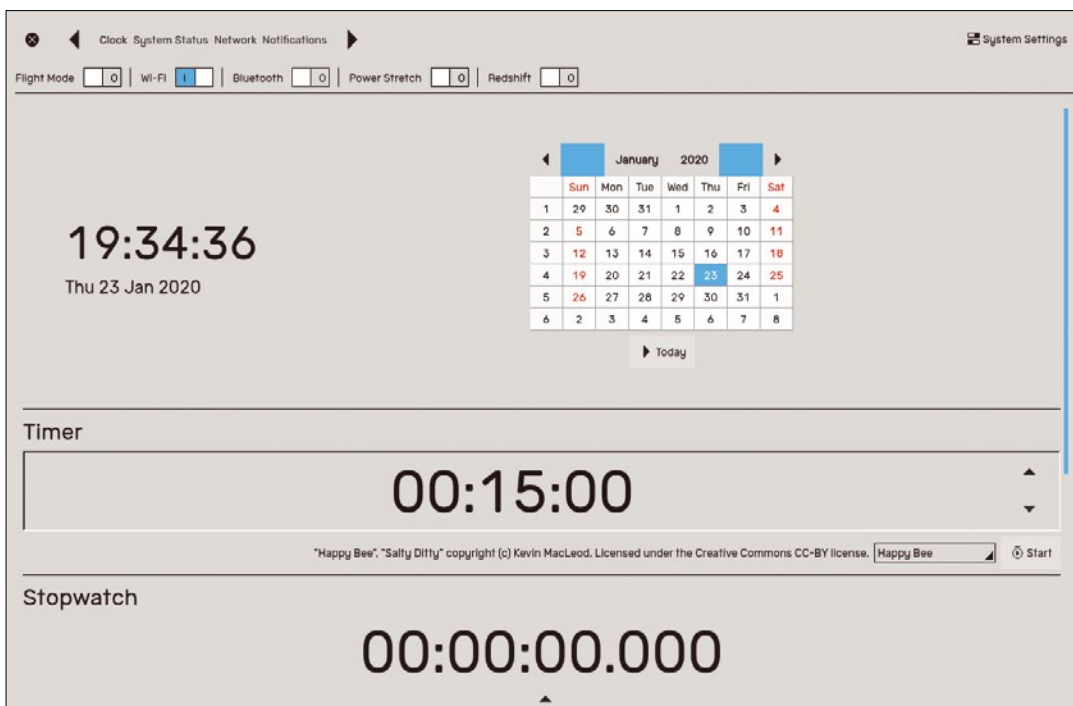 Clock System Status Network Notifications System Settings
Flight Mode O Wi-Fi I Bluetooth O Power Stretch O Redshift O
January 2020
Sun Mon Tue Wed Thu Fri Sat
1 29 30 31 1 2 3 4
2 5 6 7 8 9 10 11
3 12 13 14 15 16 17 18
4 19 20 21 22 23 24 25
5 26 27 28 29 30 31 1
6 2 3 4 5 6 7 8
Today
19:34:36
Thu 23 Jan 2020
Timer
00:15:00
"Happy Bee". "Salty Ditty" copyright (c) Kevin MacLeod. Licensed under the Creative Commons CC-BY license. Happy Bee Start
Stopwatch
00:00:00.000